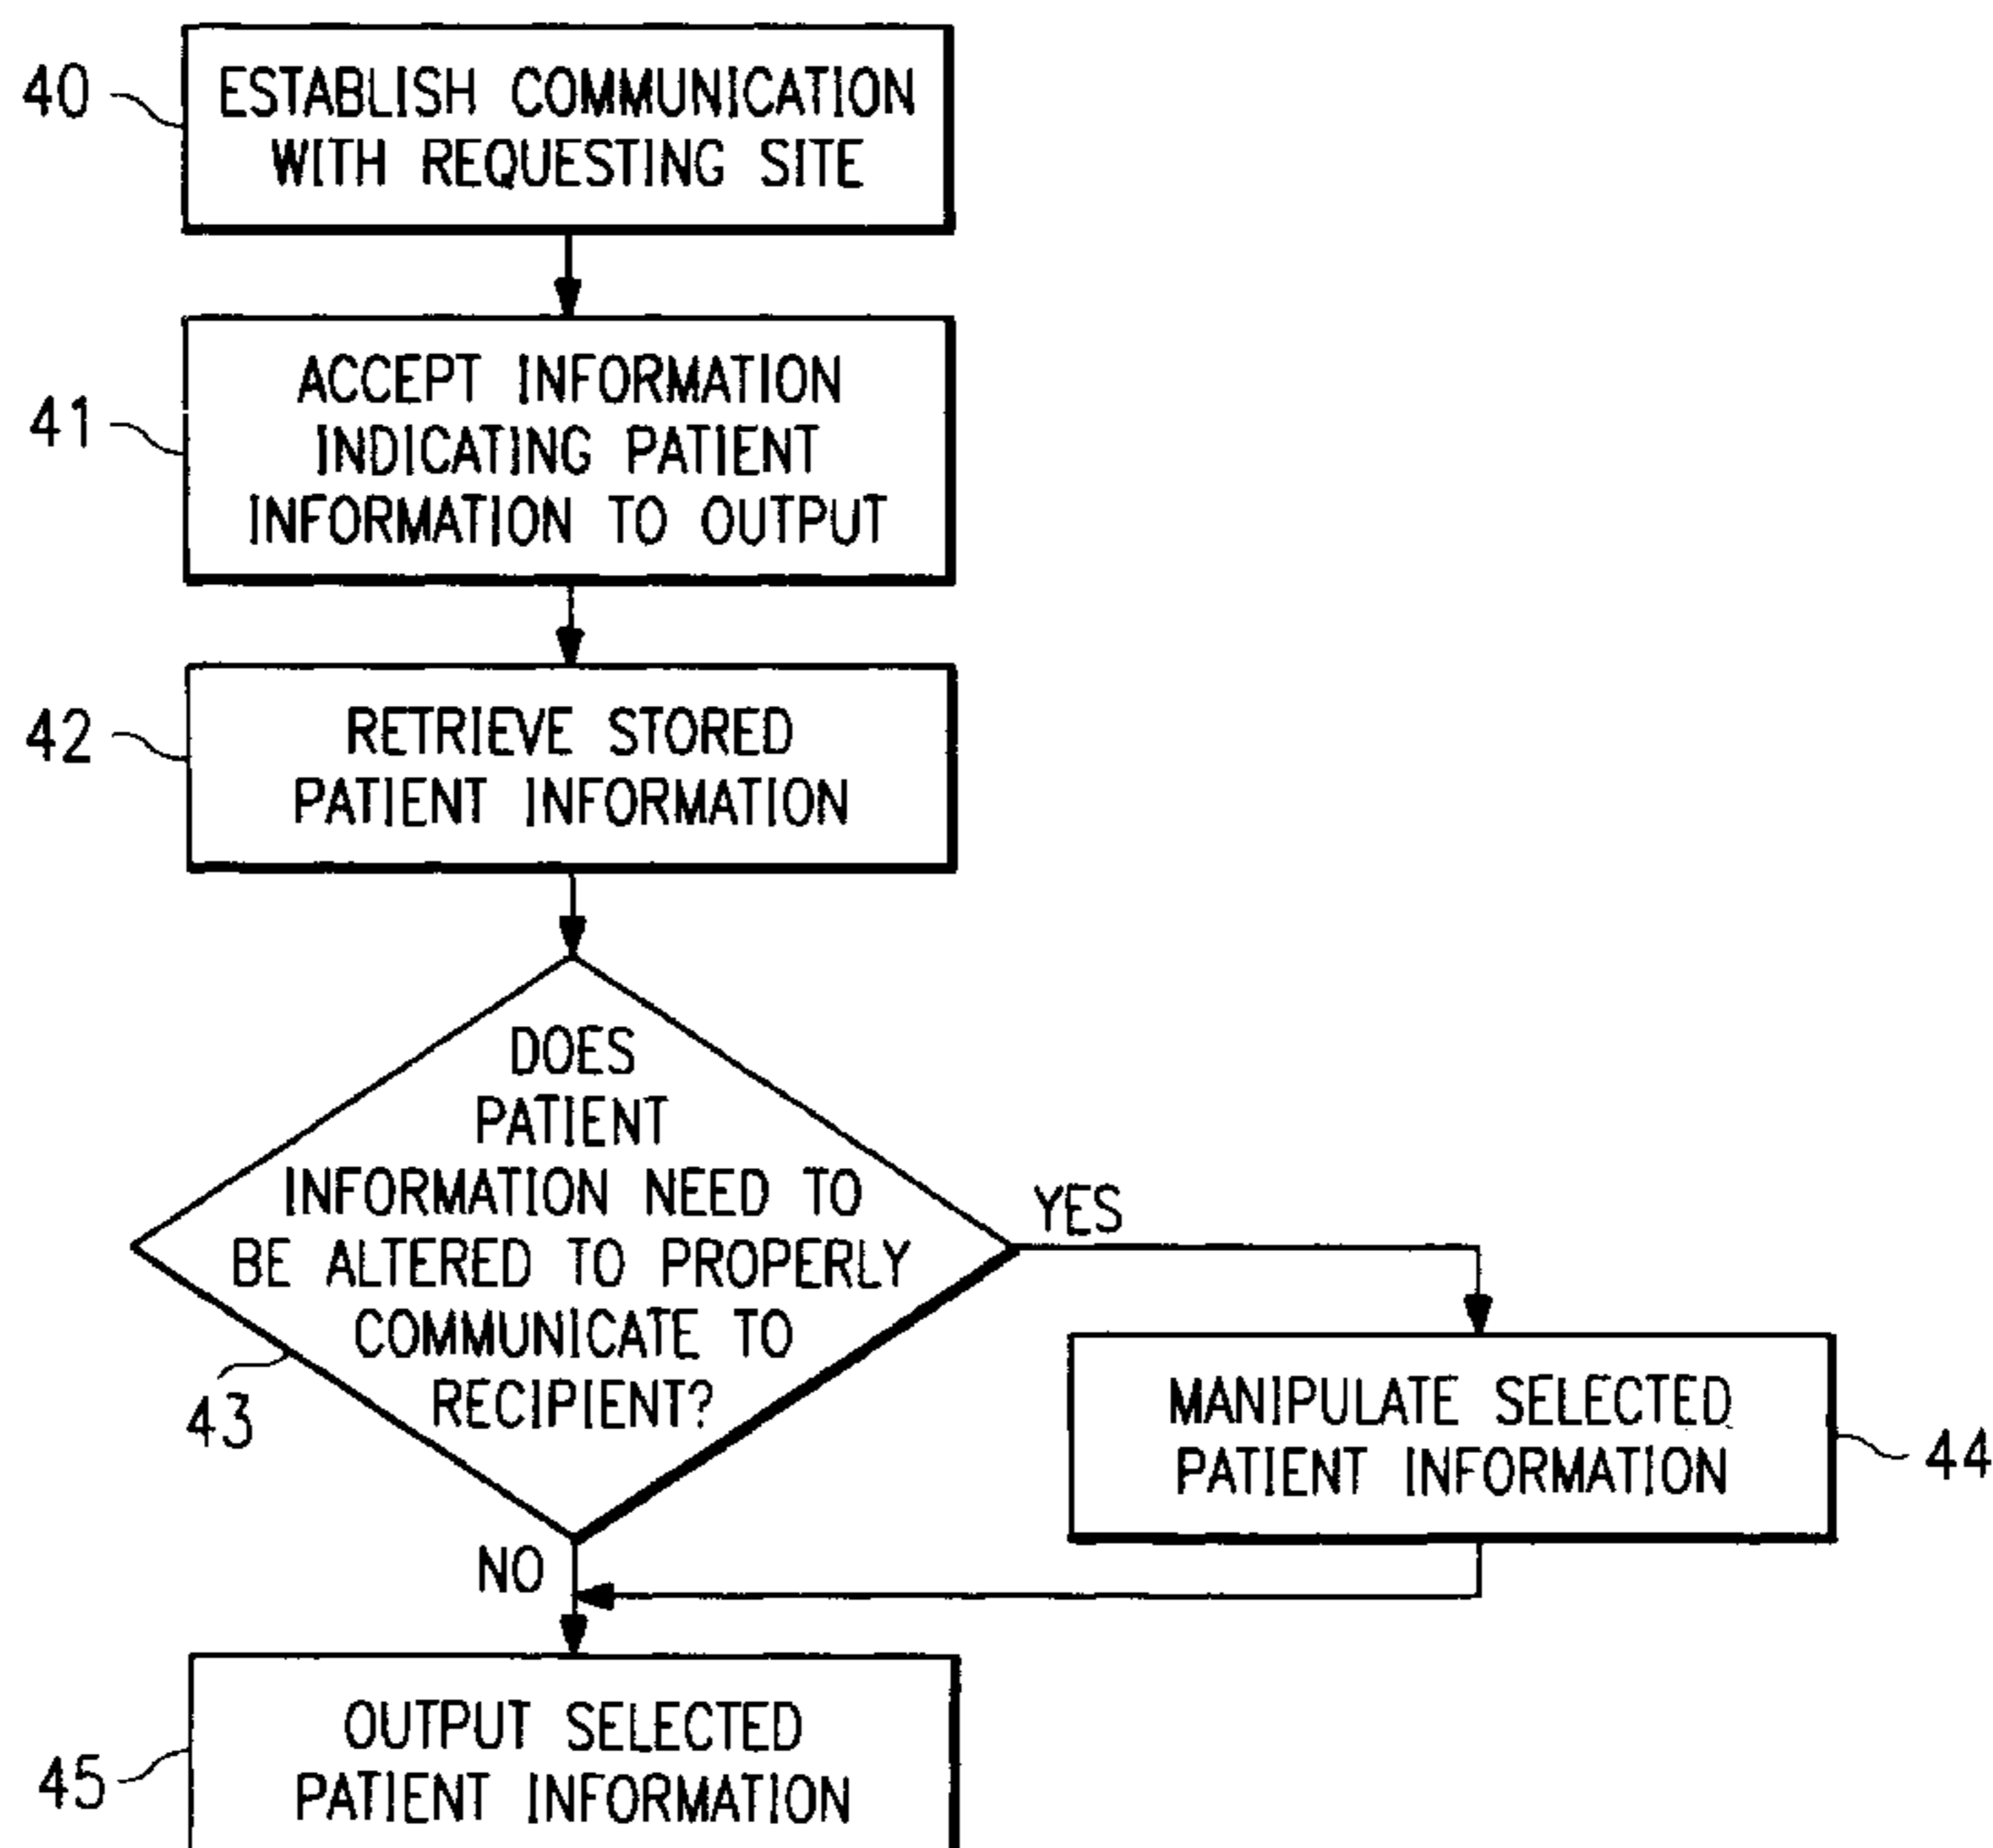 40
ESTABLISH COMMUNICATION
WITH REQUESTING SITE
41
ACCEPT INFORMATION
INDICATING PATIENT
INFORMATION TO OUTPUT
42
RETRIEVE STORED
PATIENT INFORMATION
DOES
PATIENT
INFORMATION NEED TO
BE ALTERED TO PROPERLY
COMMUNICATE TO
RECIPIENT?
43
YES
MANIPULATE SELECTED
PATIENT INFORMATION
44
NO
45
OUTPUT SELECTED
PATIENT INFORMATION